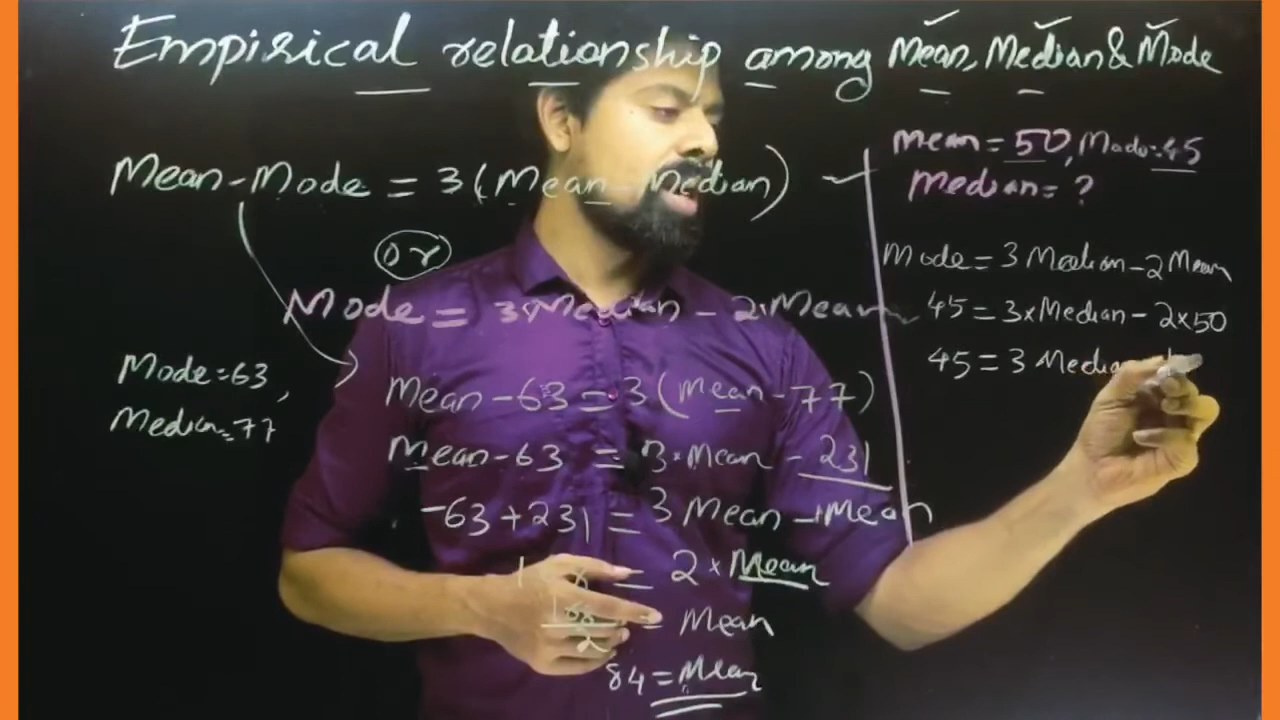 Empirical relationship among Mean, Median & Mode
Mean - Mode = 3 (Mean - Median)
or
Mode = 3×Median - 2×Mean
Mode = 63,
Median = 77
Mean - 63 = 3 (Mean - 77)
Mean - 63 = 3×Mean - 231
-63 + 231 = 3 Mean - 1Mean
= 2 × Mean
= Mean
2
84 = Mean
Mean = 50, Mode = 45
Median = ?
Mode = 3 Median - 2 Mean
45 = 3×Median - 2×50
45 = 3 Median